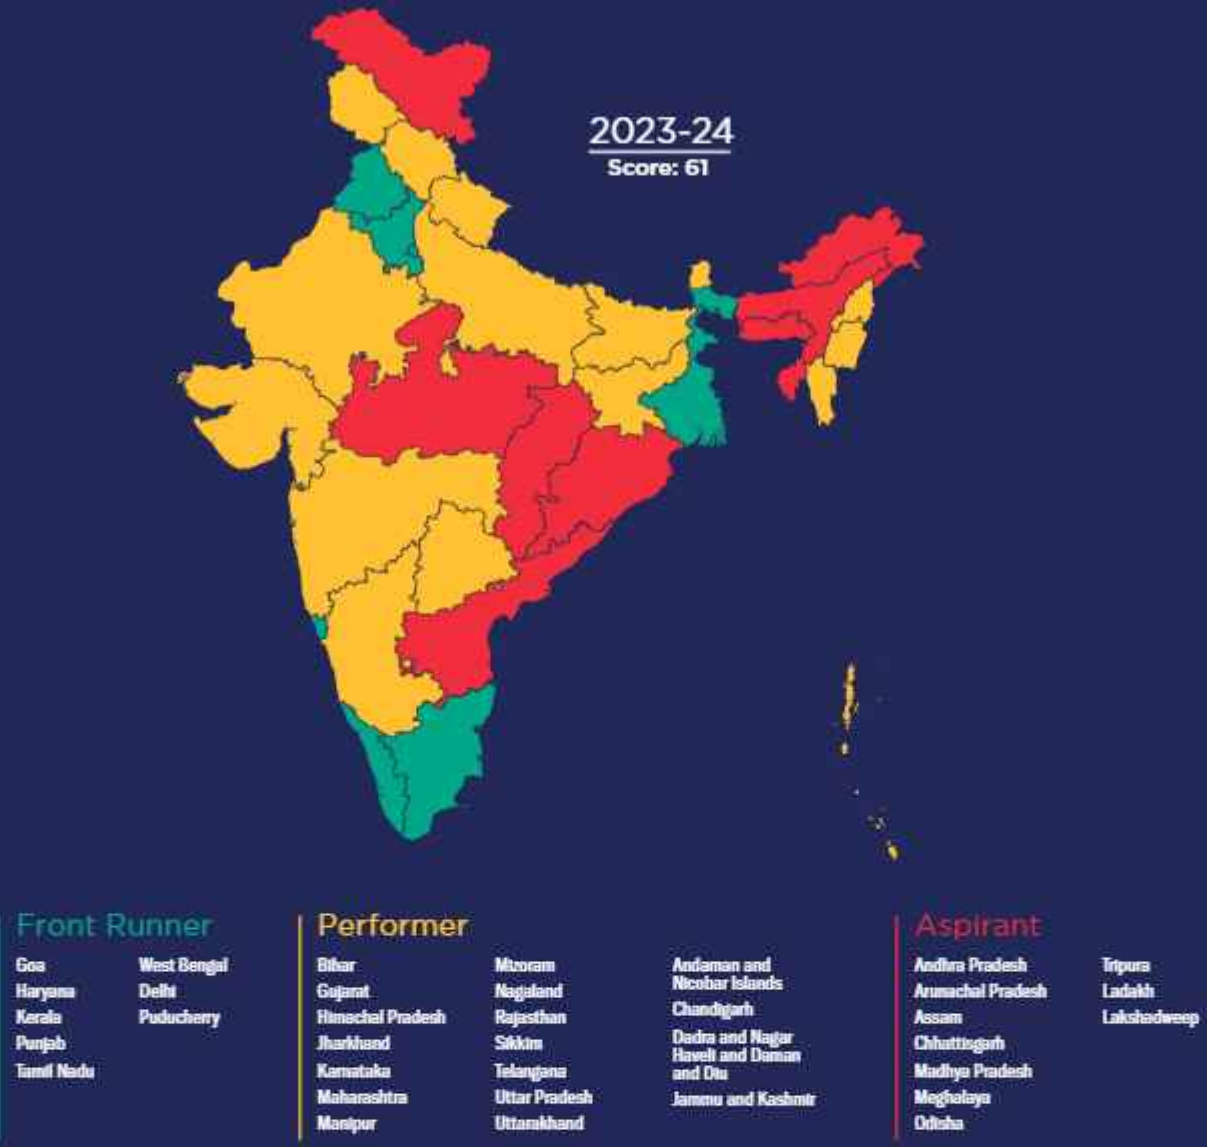 2023-24
Score: 61
Front Runner
Goa
Haryana
Kerala
Punjab
Tamil Nadu
West Bengal
Delhi
Puducherry
Performer
Bihar
Gujarat
Himachal Pradesh
Jharkhand
Karnataka
Maharashtra
Manipur
Mizoram
Nagaland
Rajasthan
Sikkim
Telangana
Uttar Pradesh
Uttarakhand
Andaman and
Nicobar Islands
Chandigarh
Dadra and Nagar
Haveli and Daman
and Diu
Jammu and Kashmir
Aspirant
Andhra Pradesh
Arunachal Pradesh
Assam
Chhattisgarh
Madhya Pradesh
Meghalaya
Odisha
Tripura
Ladakh
Lakshadweep